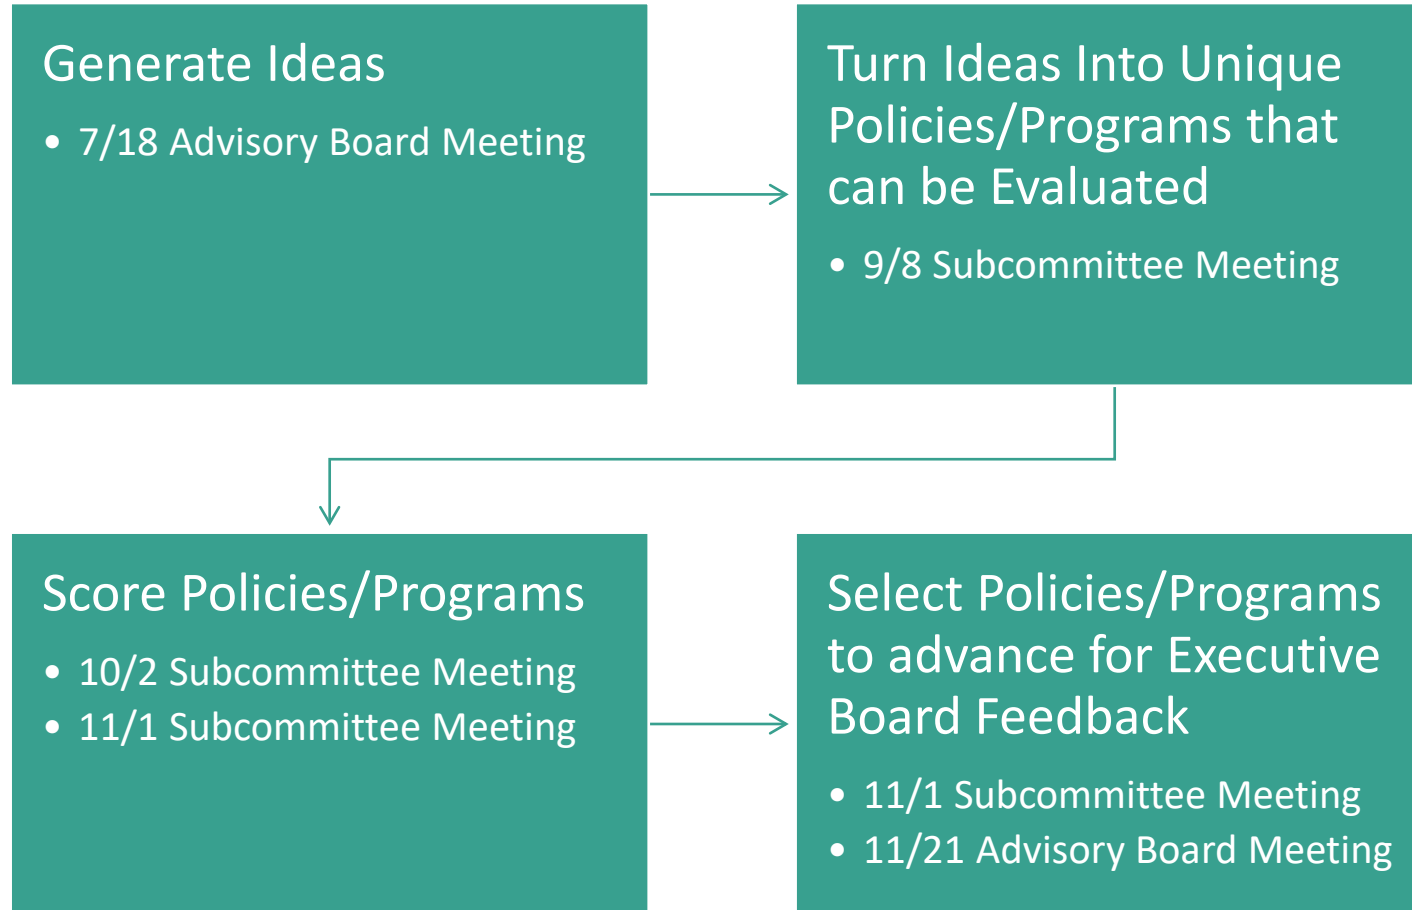 Generate Ideas
• 7/18 Advisory Board Meeting
Turn Ideas Into Unique
Policies/Programs that
can be Evaluated
• 9/8 Subcommittee Meeting
Score Policies/Programs
• 10/2 Subcommittee Meeting
• 11/1 Subcommittee Meeting
Select Policies/Programs
to advance for Executive
Board Feedback
• 11/1 Subcommittee Meeting
• 11/21 Advisory Board Meeting